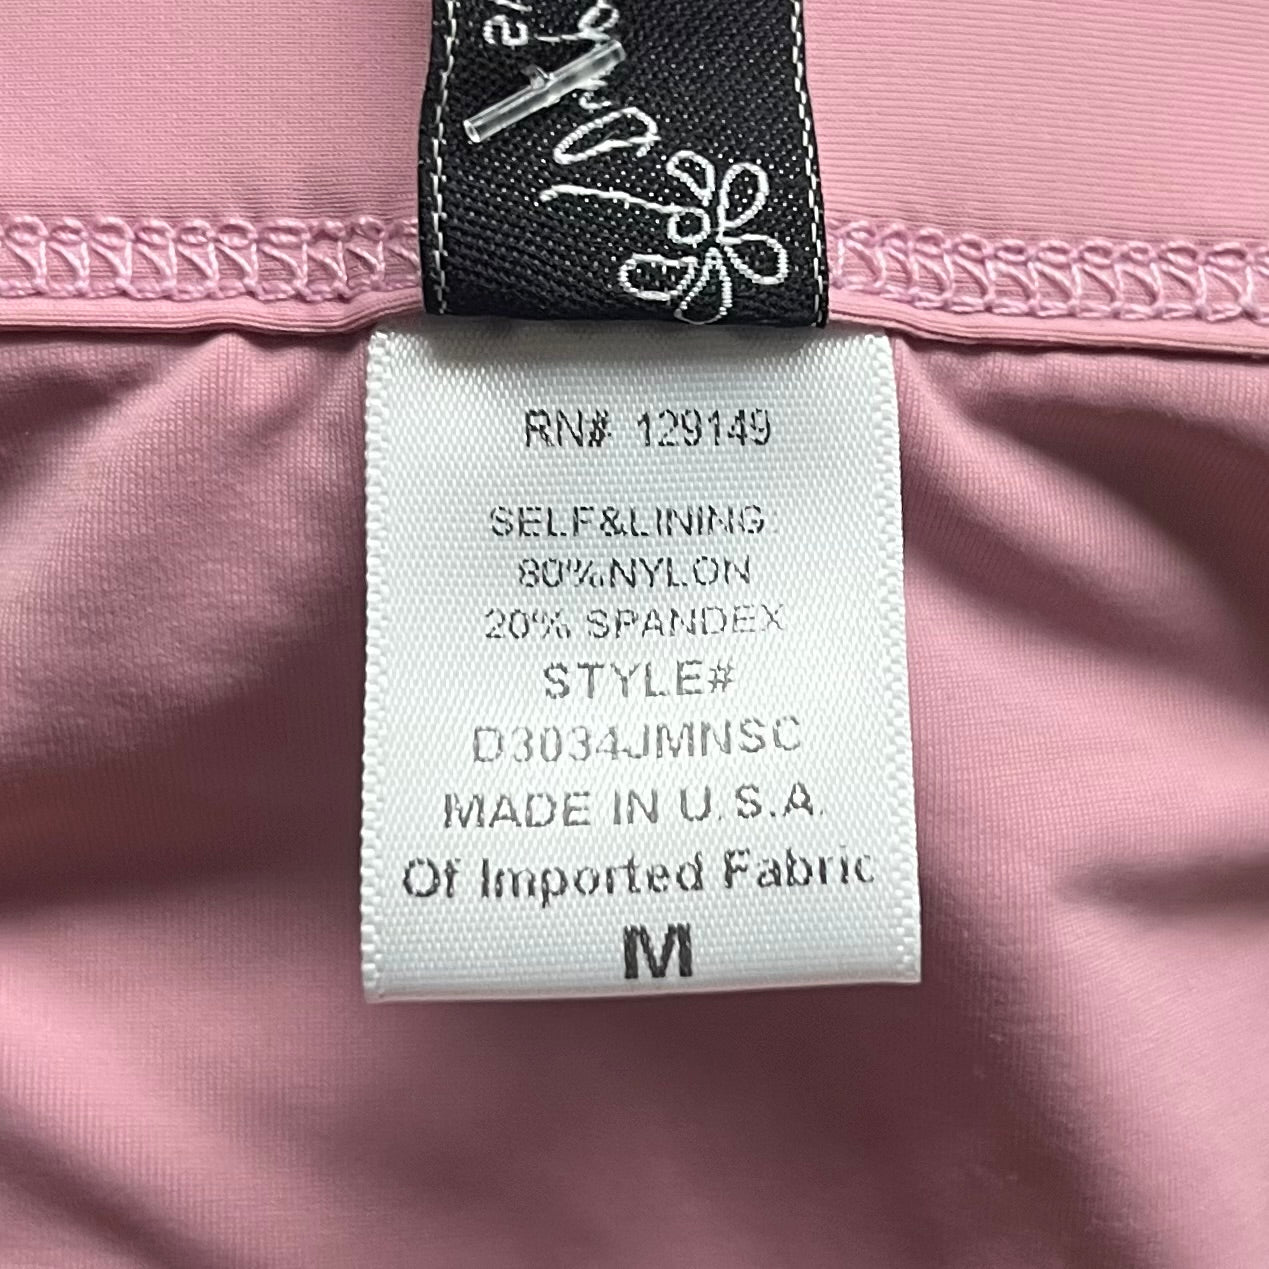 RN# 129149
SELF&LINING:
80%NYLON
20% SPANDEX
STYLE#
D3034JMNSC
MADE IN U.S.A.
Of Imported Fabric
M